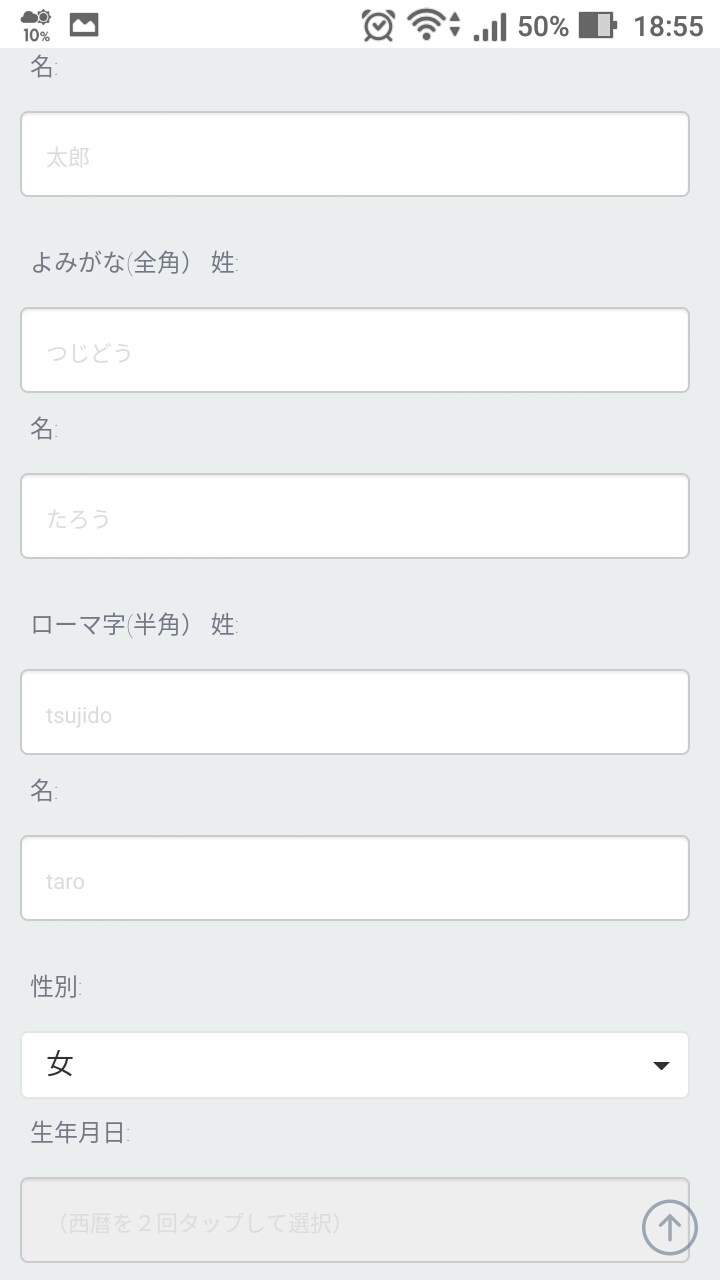 10%
50%
18:55
名:
太郎
よみがな(全角） 姓:
つじどう
名:
たろう
ローマ字(半角） 姓:
tsujido
名:
taro
性別:
女
生年月日:
（西暦を２回タップして選択）